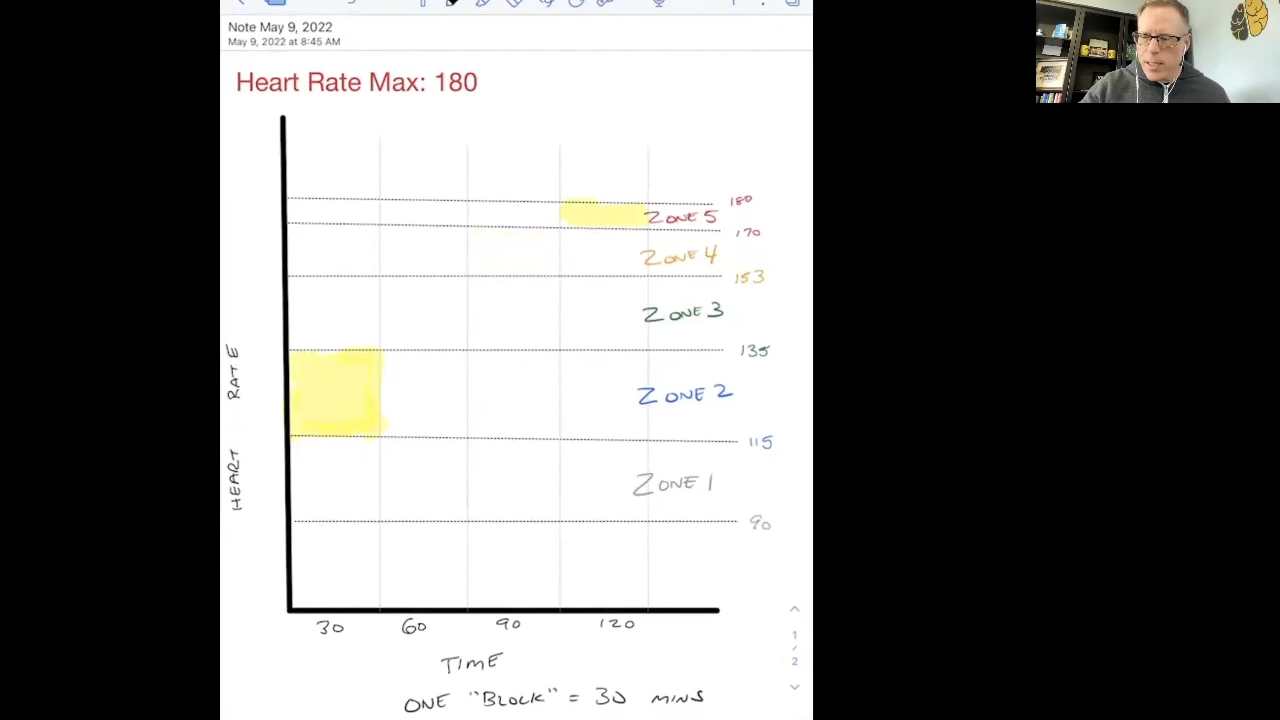 Note May 9, 2022
May 9, 2022 at 8:45 AM
Heart Rate Max: 180
180
ZONE 5
170
ZONE 4
153
ZONE 3
135
ZONE 2
115
ZONE 1
90
HEART RATE
30 60 90 120
TIME
ONE "BLOCK" = 30 MINS
1
/
2